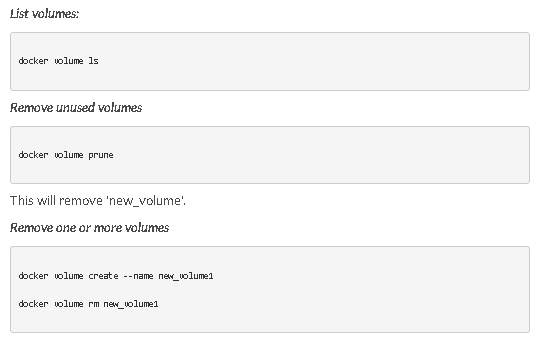 List volumes:
docker volume ls
Remove unused volumes
docker volume prune
This will remove 'new_volume'.
Remove one or more volumes
docker volume create --name new_volume1
docker volume rm new_volume1